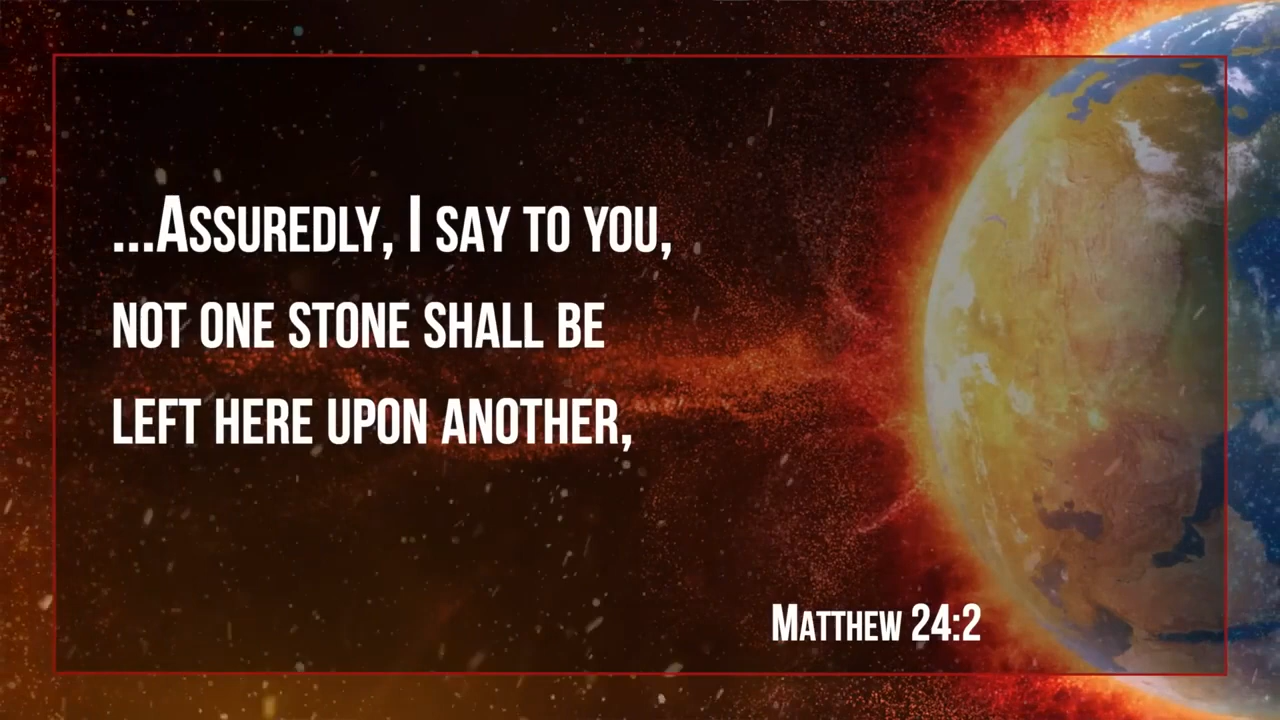 ...Assuredly, I say to you,
not one stone shall be
left here upon another,
Matthew 24:2